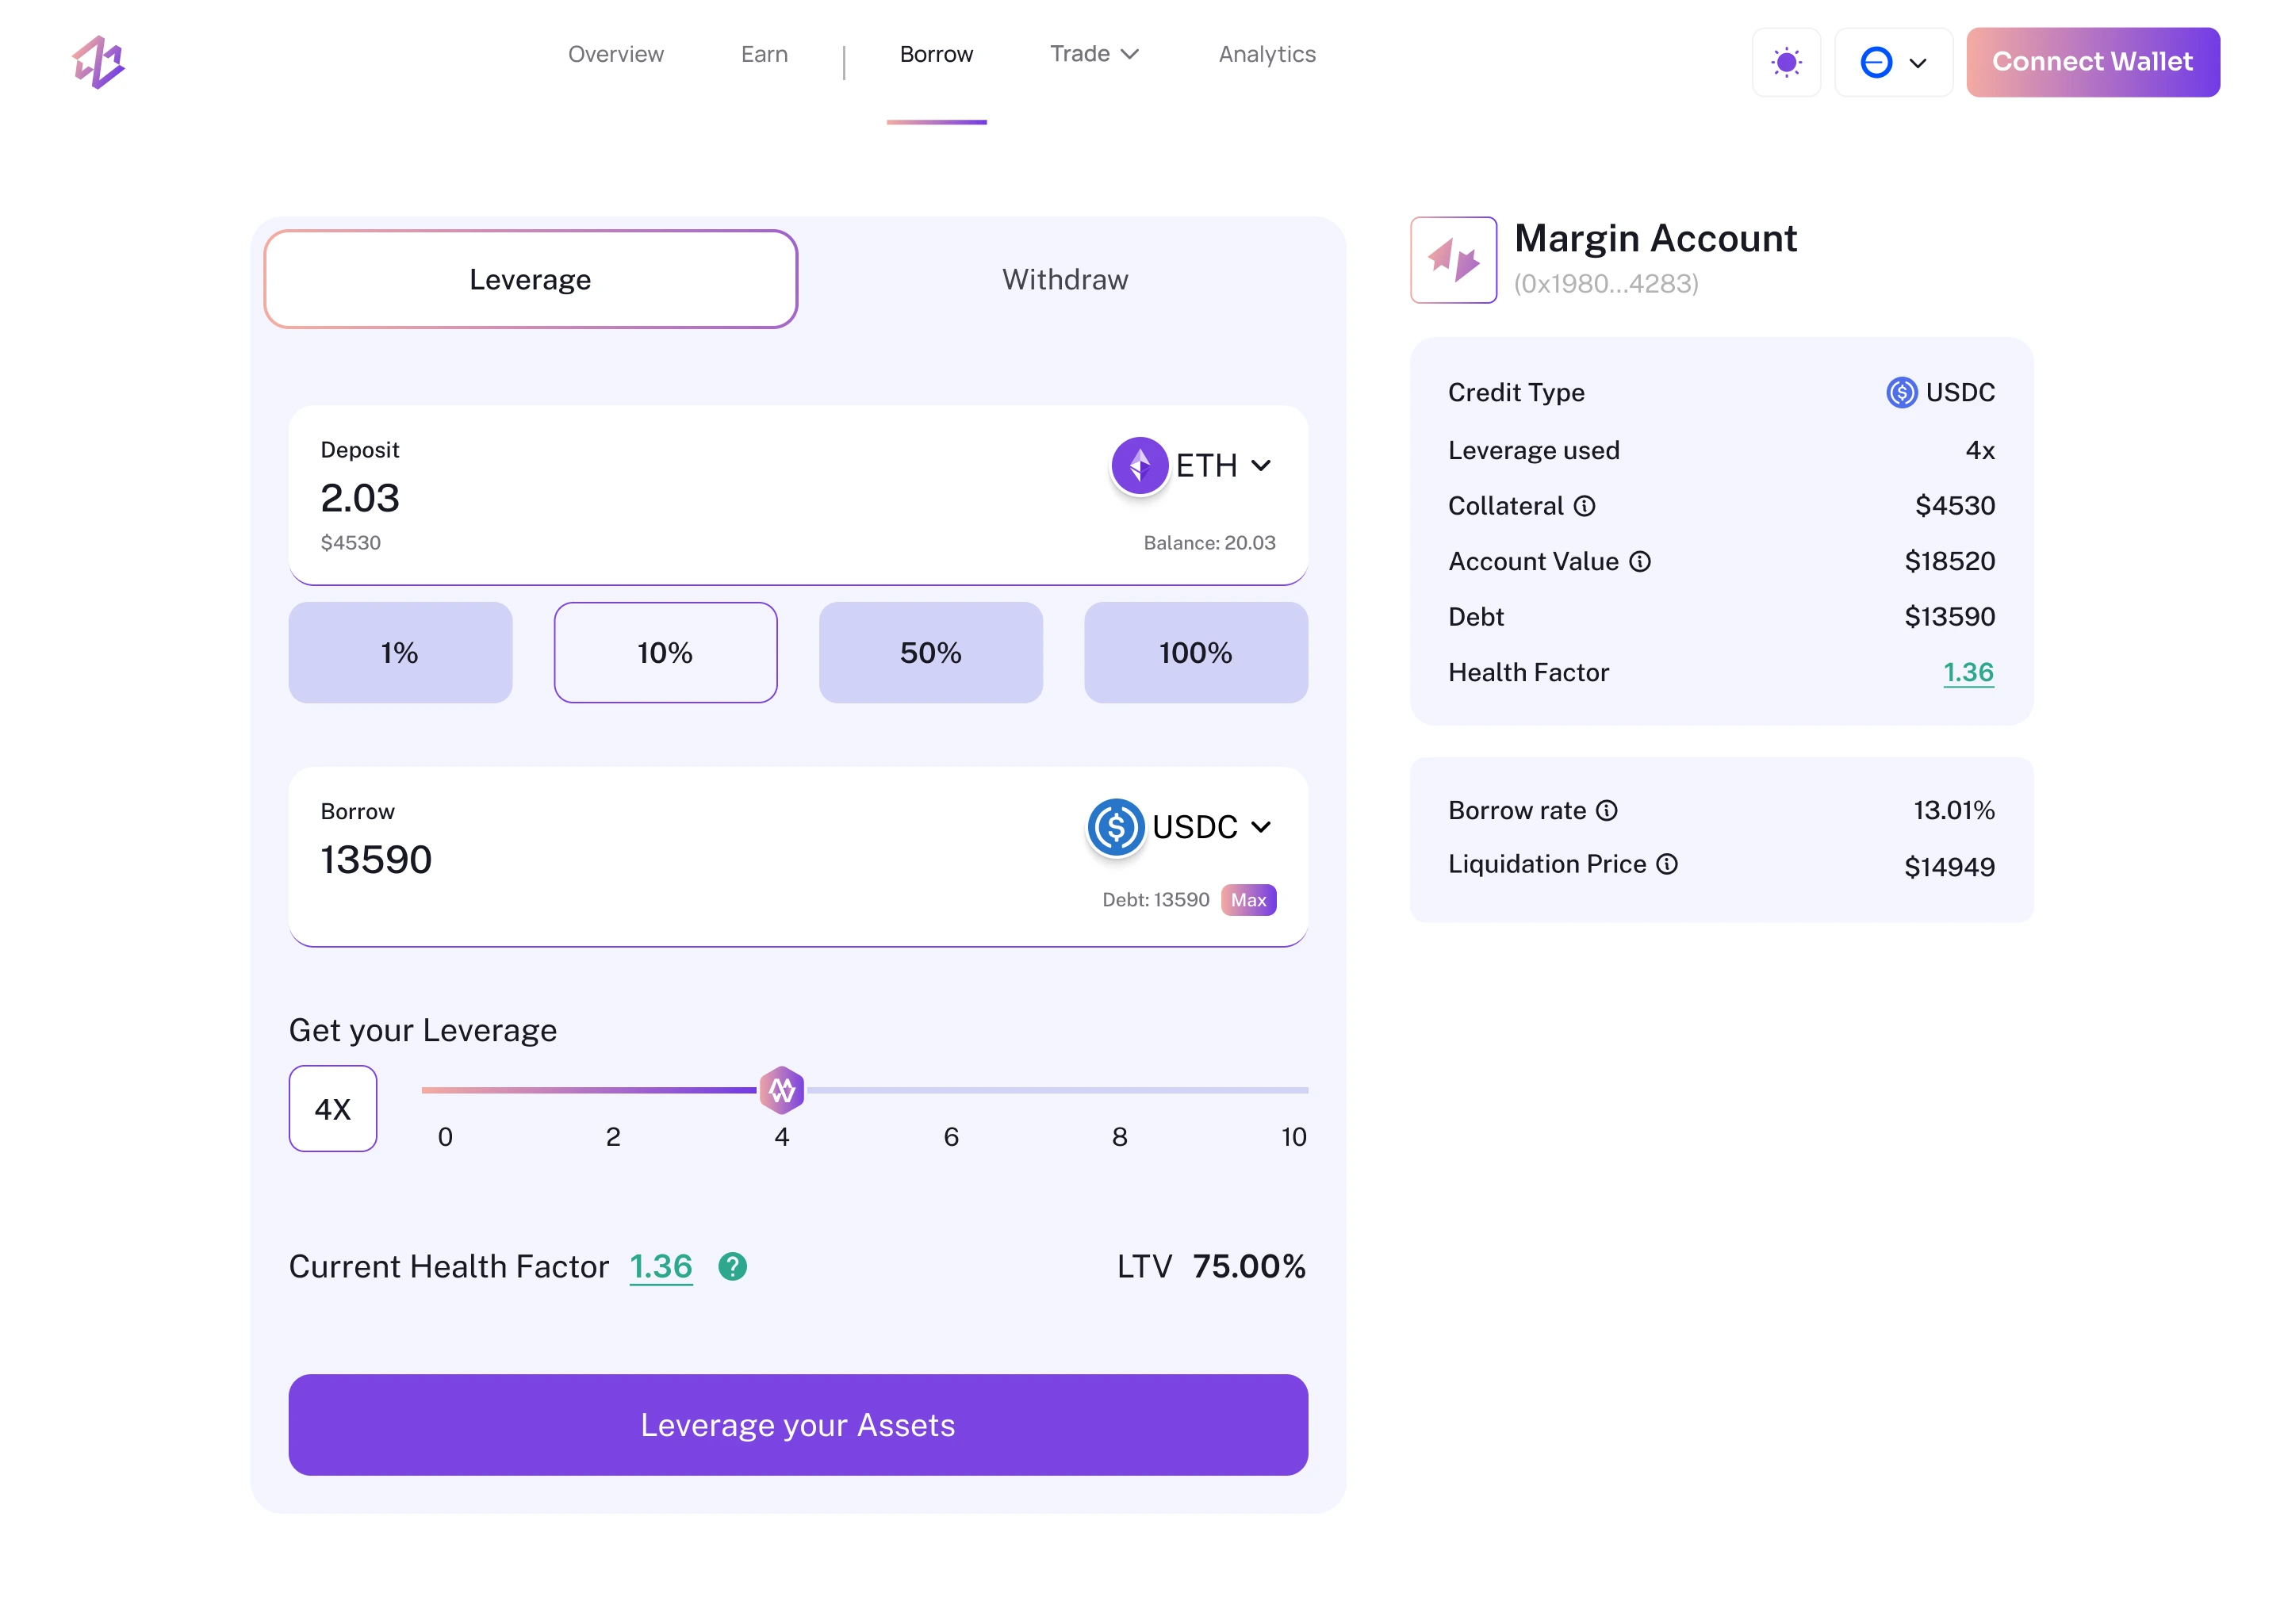 Overview
Earn
Borrow
Trade
Analytics
Connect Wallet
Leverage
Withdraw
Deposit
ETH
2.03
$4530
Balance: 20.03
1%
10%
50%
100%
Borrow
USDC
13590
Debt: 13590
Max
Get your Leverage
4X
0
2
4
6
8
10
Current Health Factor 1.36 ?
LTV 75.00%
Leverage your Assets
Margin Account
(0x1980...4283)
Credit Type USDC
Leverage used 4x
Collateral $4530
Account Value $18520
Debt $13590
Health Factor 1.36
Borrow rate 13.01%
Liquidation Price $14949